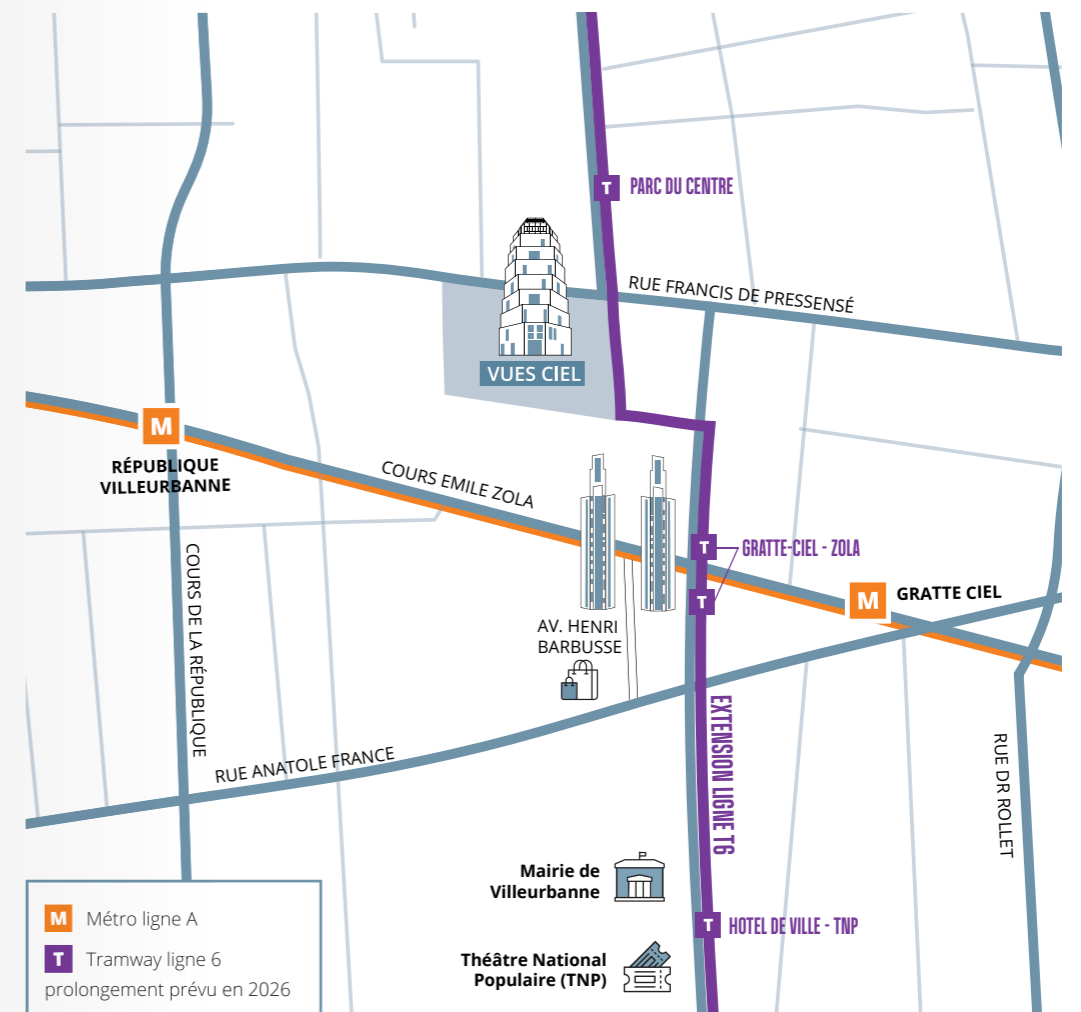 T PARC DU CENTRE
RUE FRANCIS DE PRESSENSÉ
VUES CIEL
M
RÉPUBLIQUE
VILLEURBANNE
COURS EMILE ZOLA
T GRATTE-CIEL - ZOLA
T
M GRATTE CIEL
COURS DE LA RÉPUBLIQUE
AV. HENRI
BARBUSSE
RUE ANATOLE FRANCE
EXTENSION LIGNE T6
RUE DR ROLLET
Mairie de
Villeurbanne
T HOTEL DE VILLE - TNP
Théâtre National
Populaire (TNP)
M Métro ligne A
T Tramway ligne 6
prolongement prévu en 2026